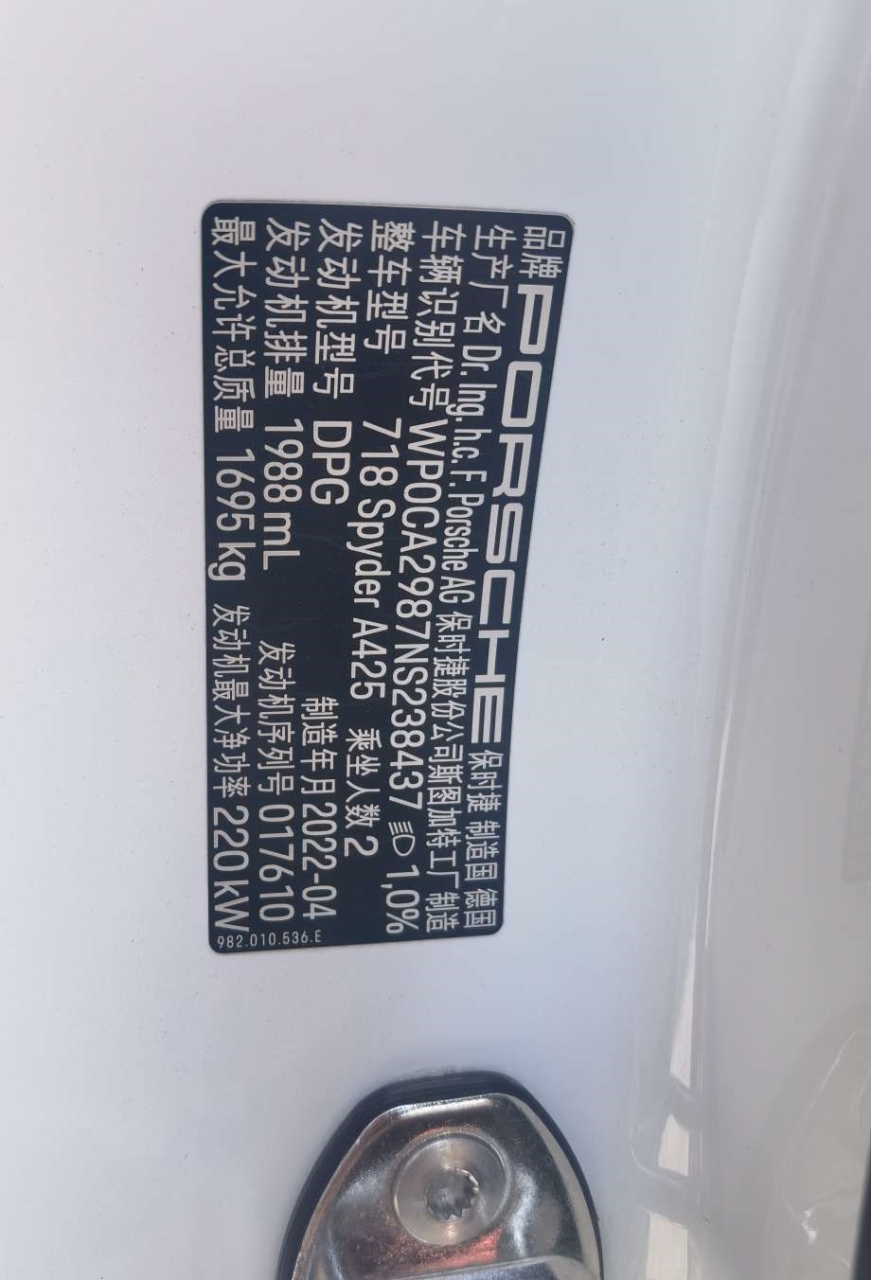 品牌 PORSCHE 保时捷 制造国 德国
生产厂名 Dr. Ing. h.c. F. Porsche AG 保时捷股份公司斯图加特工厂 制造
车辆识别代号 WP0CA2987NS238437 1,0%
整车型号 718 Spyder A425 乘坐人数 2
发动机型号 DPG 制造年月 2022-04
发动机排量 1988 mL 发动机序列号 017610
最大允许总质量 1695 kg 发动机最大净功率 220 kW
982.010.536.E